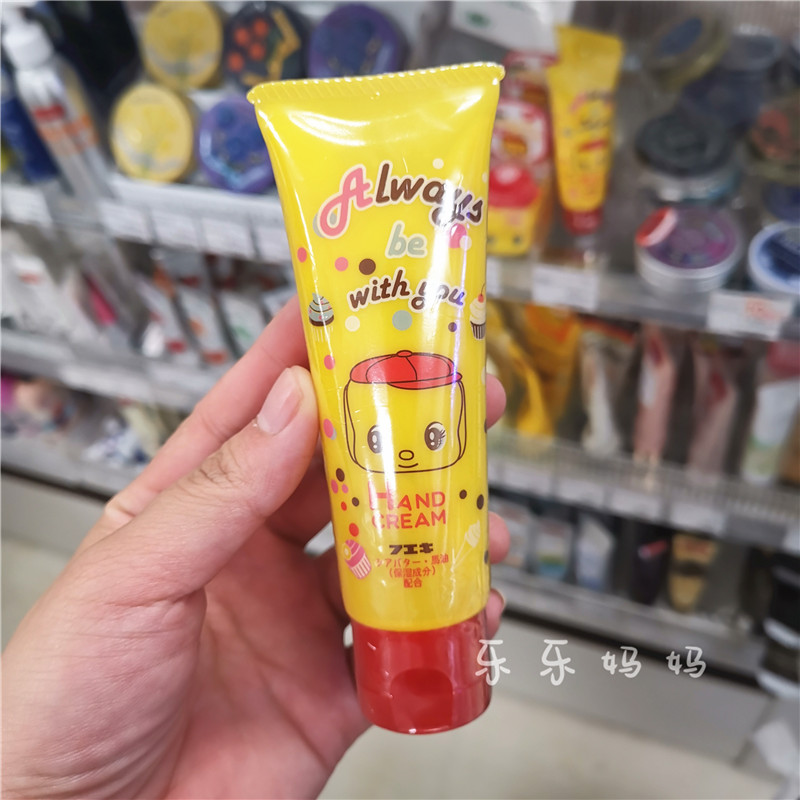 Always
be
with you
HAND
CREAM
フエキ
シアバター・馬油
(保湿成分)
配合
乐乐妈妈